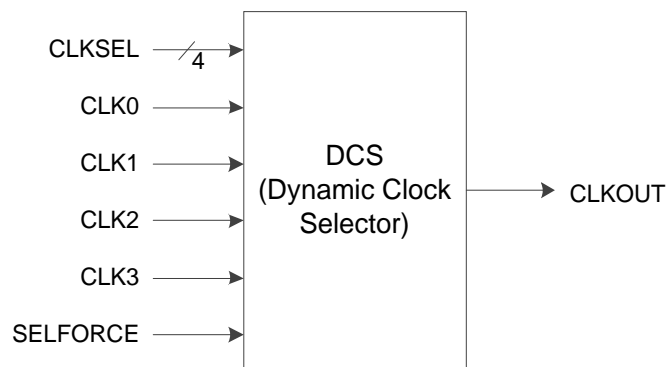 CLKSEL
4
CLK0
CLK1
CLK2
CLK3
SELFORCE
DCS
(Dynamic Clock
Selector)
CLKOUT